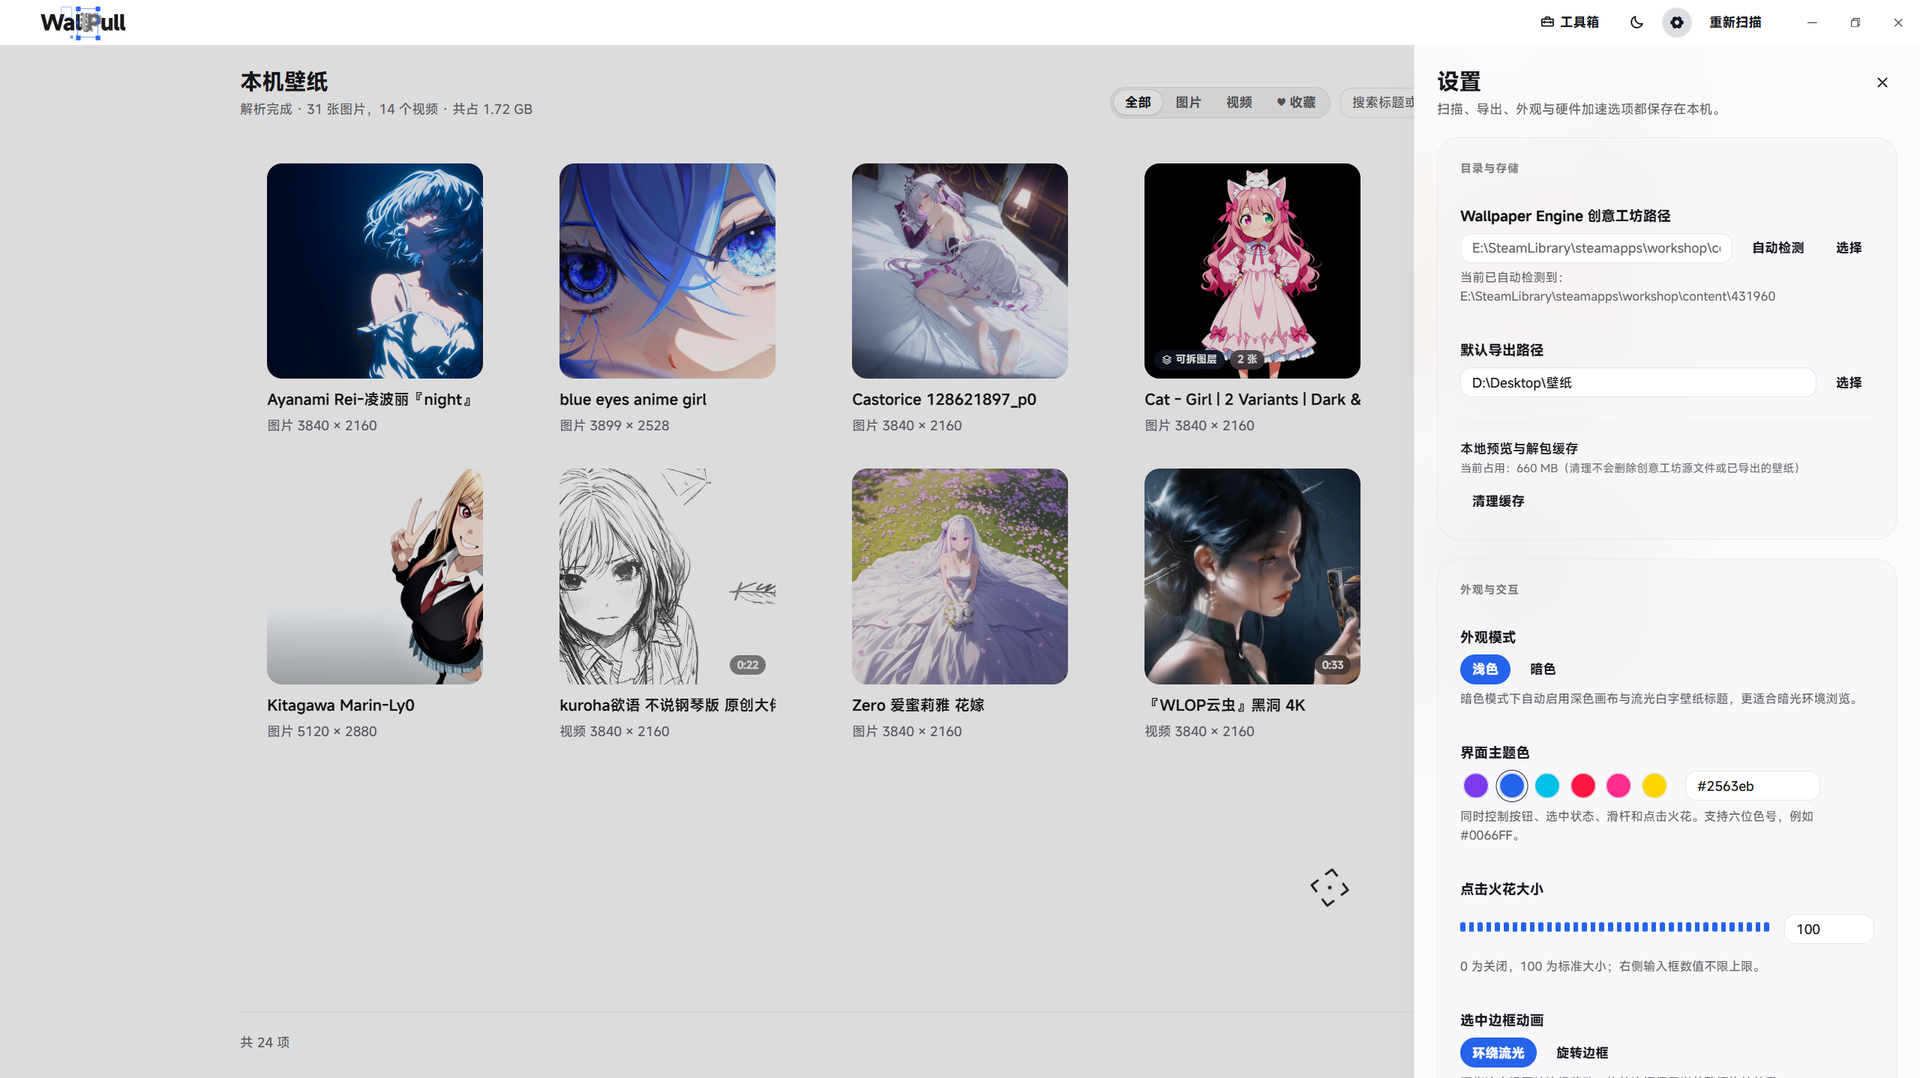 WallPull
工具箱
重新扫描
本机壁纸
解析完成 · 31 张图片，14 个视频 · 共占 1.72 GB
全部
图片
视频
♥ 收藏
搜索标题或
可拆图层
2 张
Ayanami Rei-凌波丽『night』
图片 3840 × 2160
blue eyes anime girl
图片 3899 × 2528
Castorice 128621897_p0
图片 3840 × 2160
Cat - Girl | 2 Variants | Dark &
图片 3840 × 2160
0:22
0:33
Kitagawa Marin-Ly0
图片 5120 × 2880
kuroha欲语 不说钢琴版 原创大
视频 3840 × 2160
Zero 爱蜜莉雅 花嫁
图片 3840 × 2160
『WLOP云虫』黑洞 4K
视频 3840 × 2160
共 24 项
设置
扫描、导出、外观与硬件加速选项都保存在本机。
目录与存储
Wallpaper Engine 创意工坊路径
E:\SteamLibrary\steamapps\workshop\c
自动检测
选择
当前已自动检测到：
E:\SteamLibrary\steamapps\workshop\content\431960
默认导出路径
D:\Desktop\壁纸
选择
本地预览与解包缓存
当前占用：660 MB（清理不会删除创意工坊源文件或已导出的壁纸）
清理缓存
外观与交互
外观模式
浅色
暗色
暗色模式下自动启用深色画布与流光白字壁纸标题，更适合暗光环境浏览。
界面主题色
#2563eb
同时控制按钮、选中状态、滑杆和点击火花。支持六位色号，例如
#0066FF。
点击火花大小
100
0 为关闭，100 为标准大小；右侧输入框数值不限上限。
选中边框动画
环绕流光
旋转边框